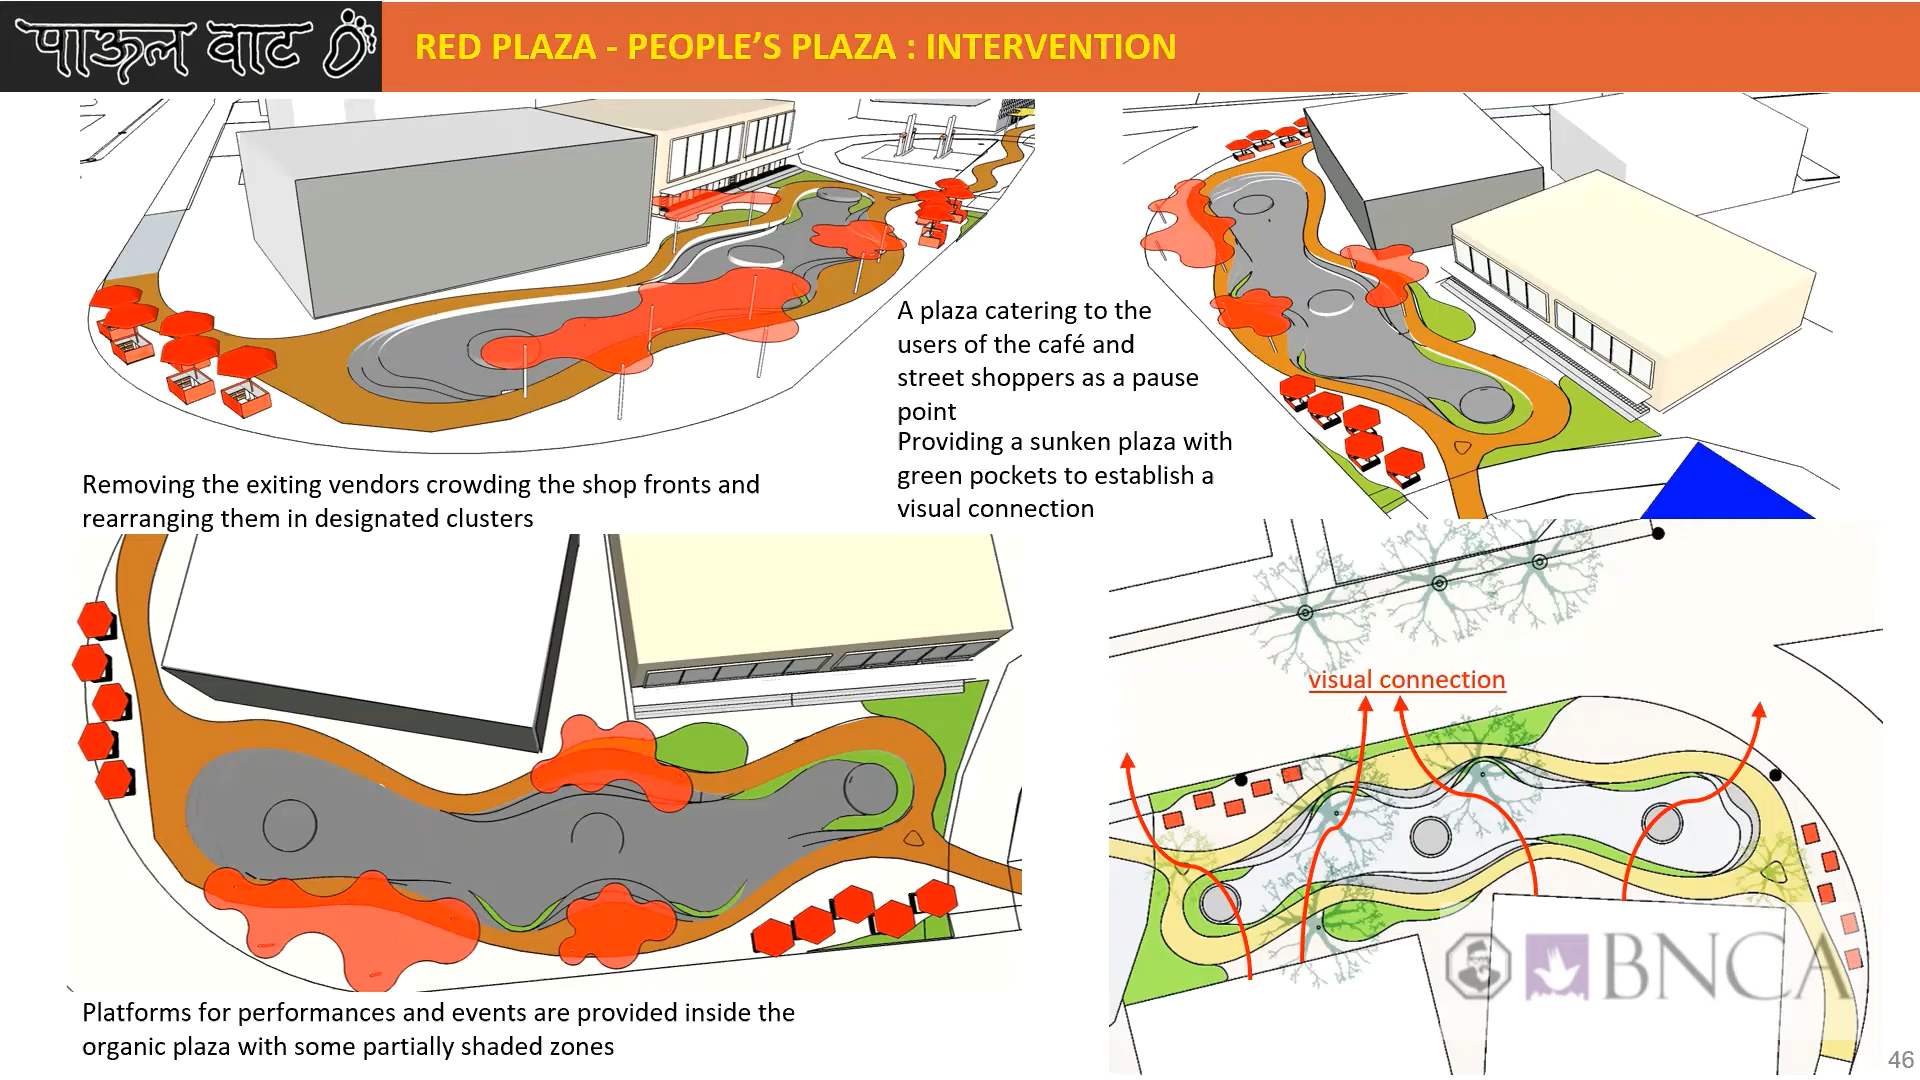 पाऊल वाट
RED PLAZA - PEOPLE’S PLAZA : INTERVENTION
A plaza catering to the
users of the café and
street shoppers as a pause
point
Providing a sunken plaza with
green pockets to establish a
visual connection
Removing the exiting vendors crowding the shop fronts and
rearranging them in designated clusters
visual connection
BNCA
Platforms for performances and events are provided inside the
organic plaza with some partially shaded zones
46